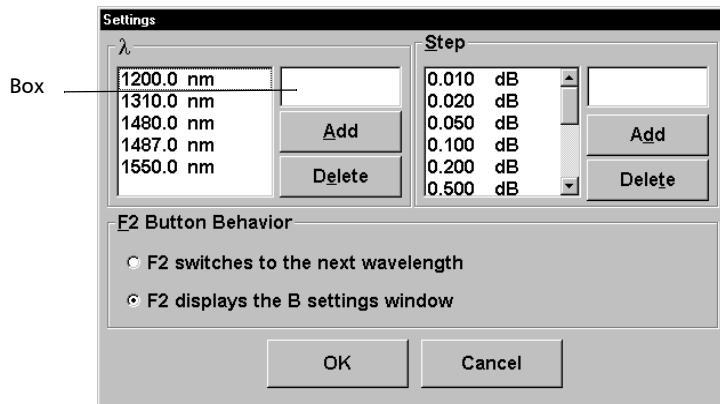 Settings
λ
Step
Box
1200.0 nm
1310.0 nm
1480.0 nm
1487.0 nm
1550.0 nm
Add
Delete
0.010 dB
0.020 dB
0.050 dB
0.100 dB
0.200 dB
0.500 dB
Add
Delete
F2 Button Behavior
F2 switches to the next wavelength
F2 displays the B settings window
OK Cancel